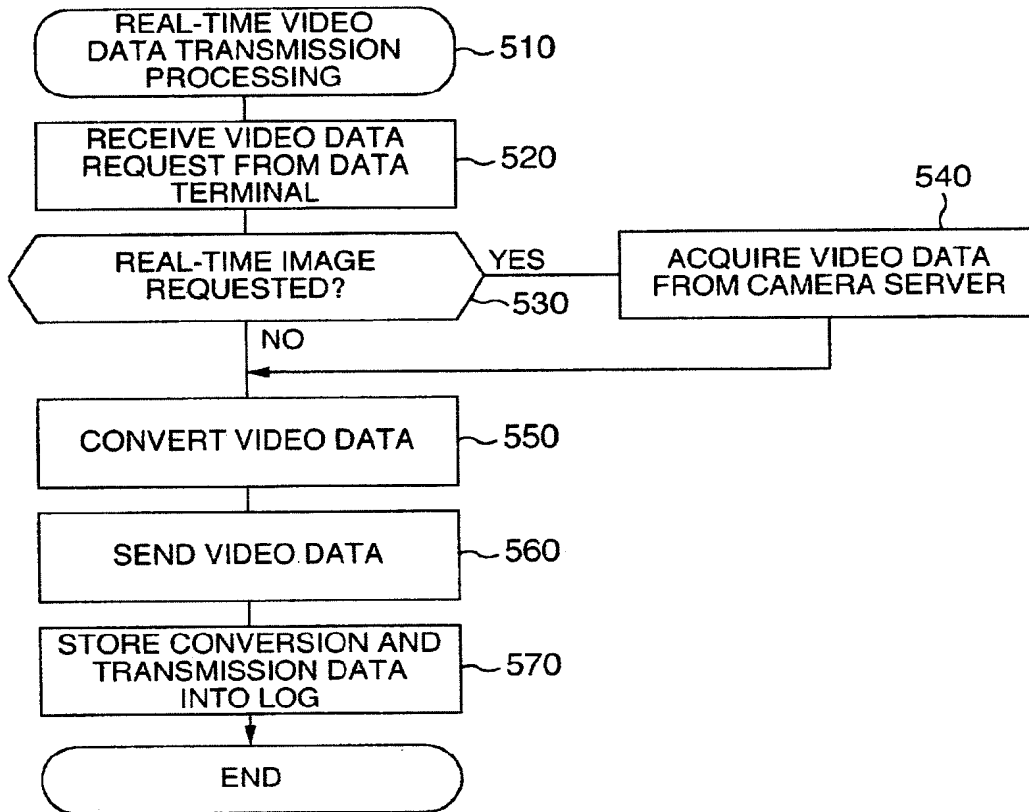 REAL-TIME VIDEO
DATA TRANSMISSION
PROCESSING
510
RECEIVE VIDEO DATA
REQUEST FROM DATA
TERMINAL
520
REAL-TIME IMAGE
REQUESTED?
530
YES
540
ACQUIRE VIDEO DATA
FROM CAMERA SERVER
NO
CONVERT VIDEO DATA
550
SEND VIDEO DATA
560
STORE CONVERSION AND
TRANSMISSION DATA
INTO LOG
570
END